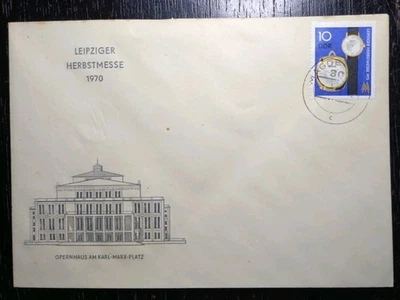 LEIPZIGER
HERBSTMESSE
1970
10
DDR
OPERNHAUS AM KARL-MARX-PLATZ